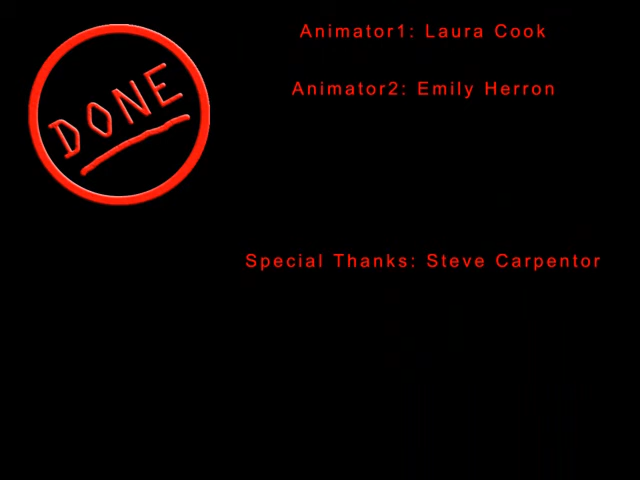 DONE
Animator1: Laura Cook
Animator2: Emily Herron
Special Thanks: Steve Carpentor